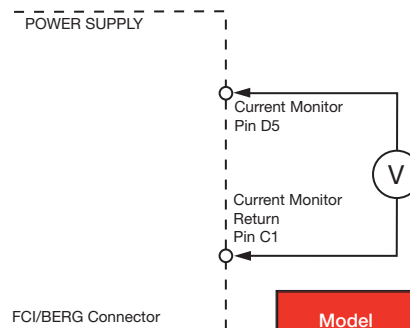 POWER SUPPLY
Current Monitor
Pin D5
V
Current Monitor
Return
Pin C1
FCI/BERG Connector
Model